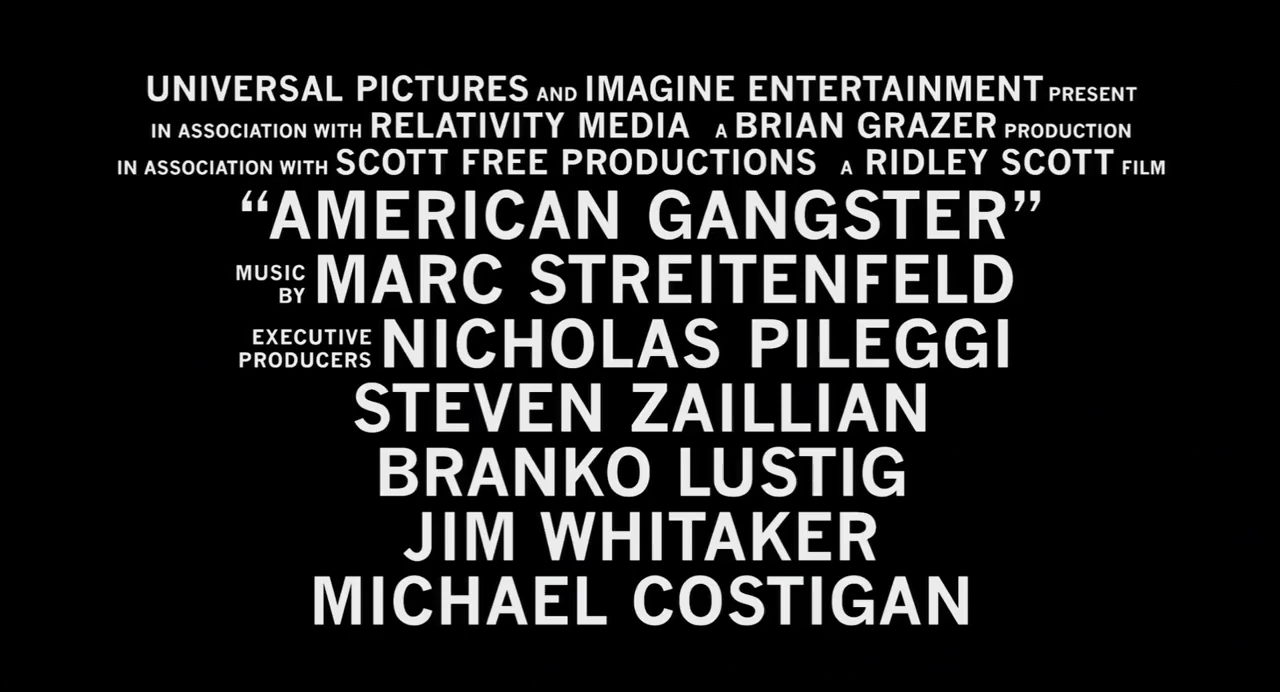 UNIVERSAL PICTURES AND IMAGINE ENTERTAINMENT PRESENT
IN ASSOCIATION WITH RELATIVITY MEDIA A BRIAN GRAZER PRODUCTION
IN ASSOCIATION WITH SCOTT FREE PRODUCTIONS A RIDLEY SCOTT FILM
“AMERICAN GANGSTER”
MUSIC BY MARC STREITENFELD
EXECUTIVE PRODUCERS NICHOLAS PILEGGI
STEVEN ZAILLIAN
BRANKO LUSTIG
JIM WHITAKER
MICHAEL COSTIGAN